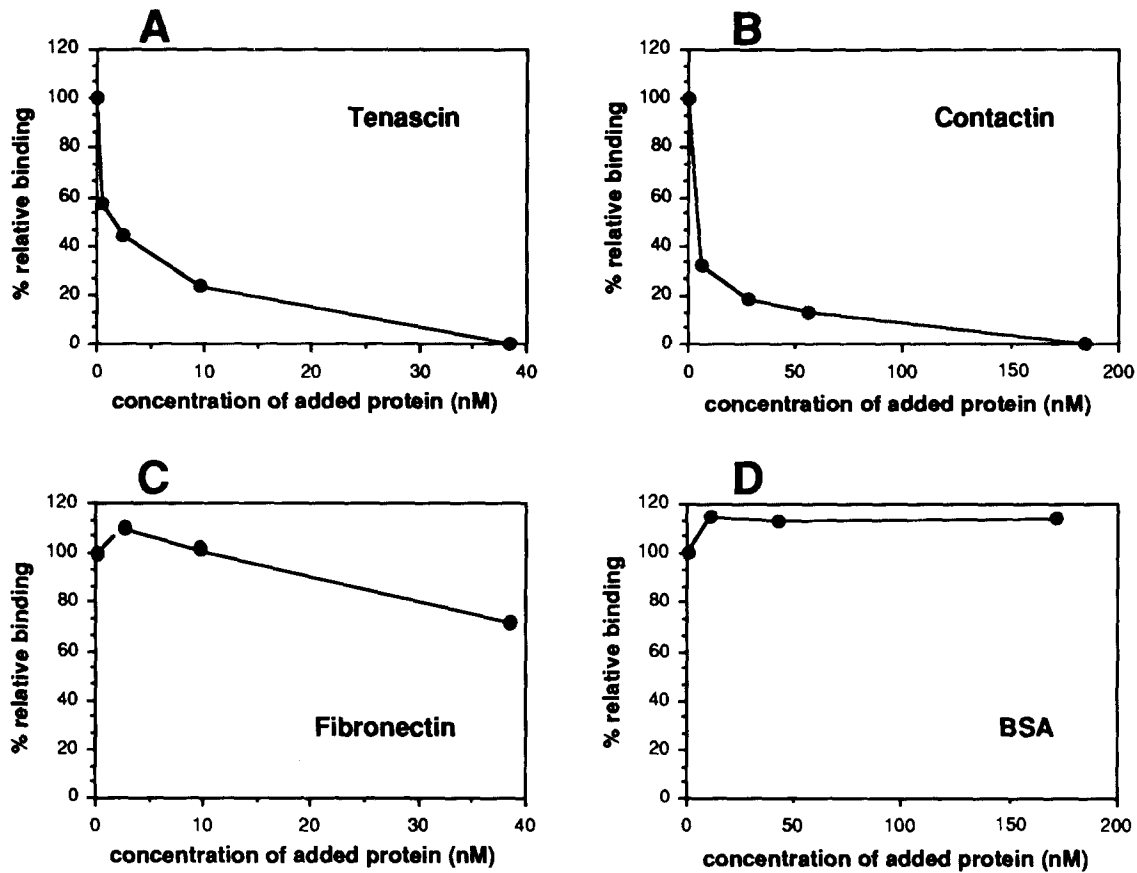 A
120
100
80
60
40
20
0
% relative binding
Tenascin
0 10 20 30 40
concentration of added protein (nM)
B
120
100
80
60
40
20
0
% relative binding
Contactin
0 50 100 150 200
concentration of added protein (nM)
C
120
100
80
60
40
20
0
% relative binding
Fibronectin
0 10 20 30 40
concentration of added protein (nM)
D
120
100
80
60
40
20
0
% relative binding
BSA
0 50 100 150 200
concentration of added protein (nM)